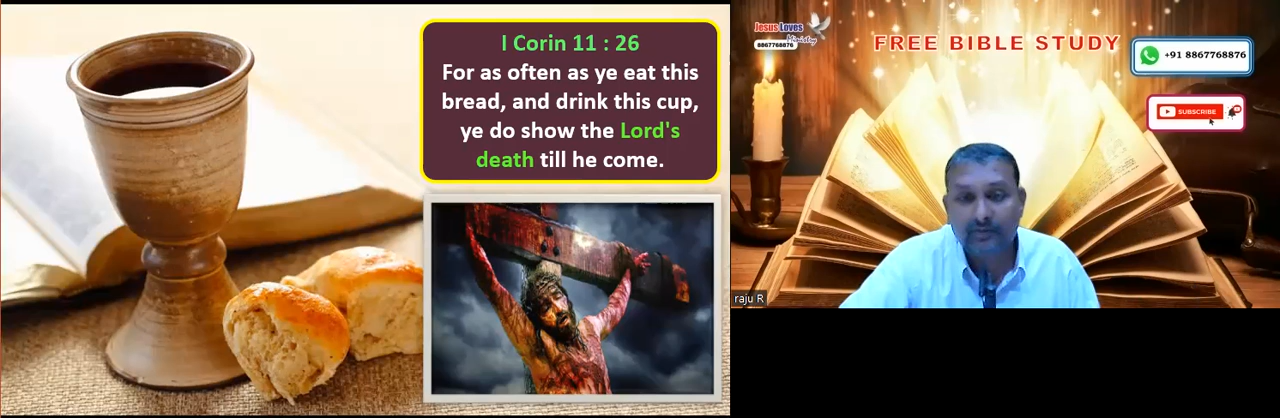 I Corin 11 : 26
For as often as ye eat this
bread, and drink this cup,
ye do show the Lord's
death till he come.
Jesus Loves
Ministry
8867768876
FREE BIBLE STUDY
+91 8867768876
SUBSCRIBE
raju R